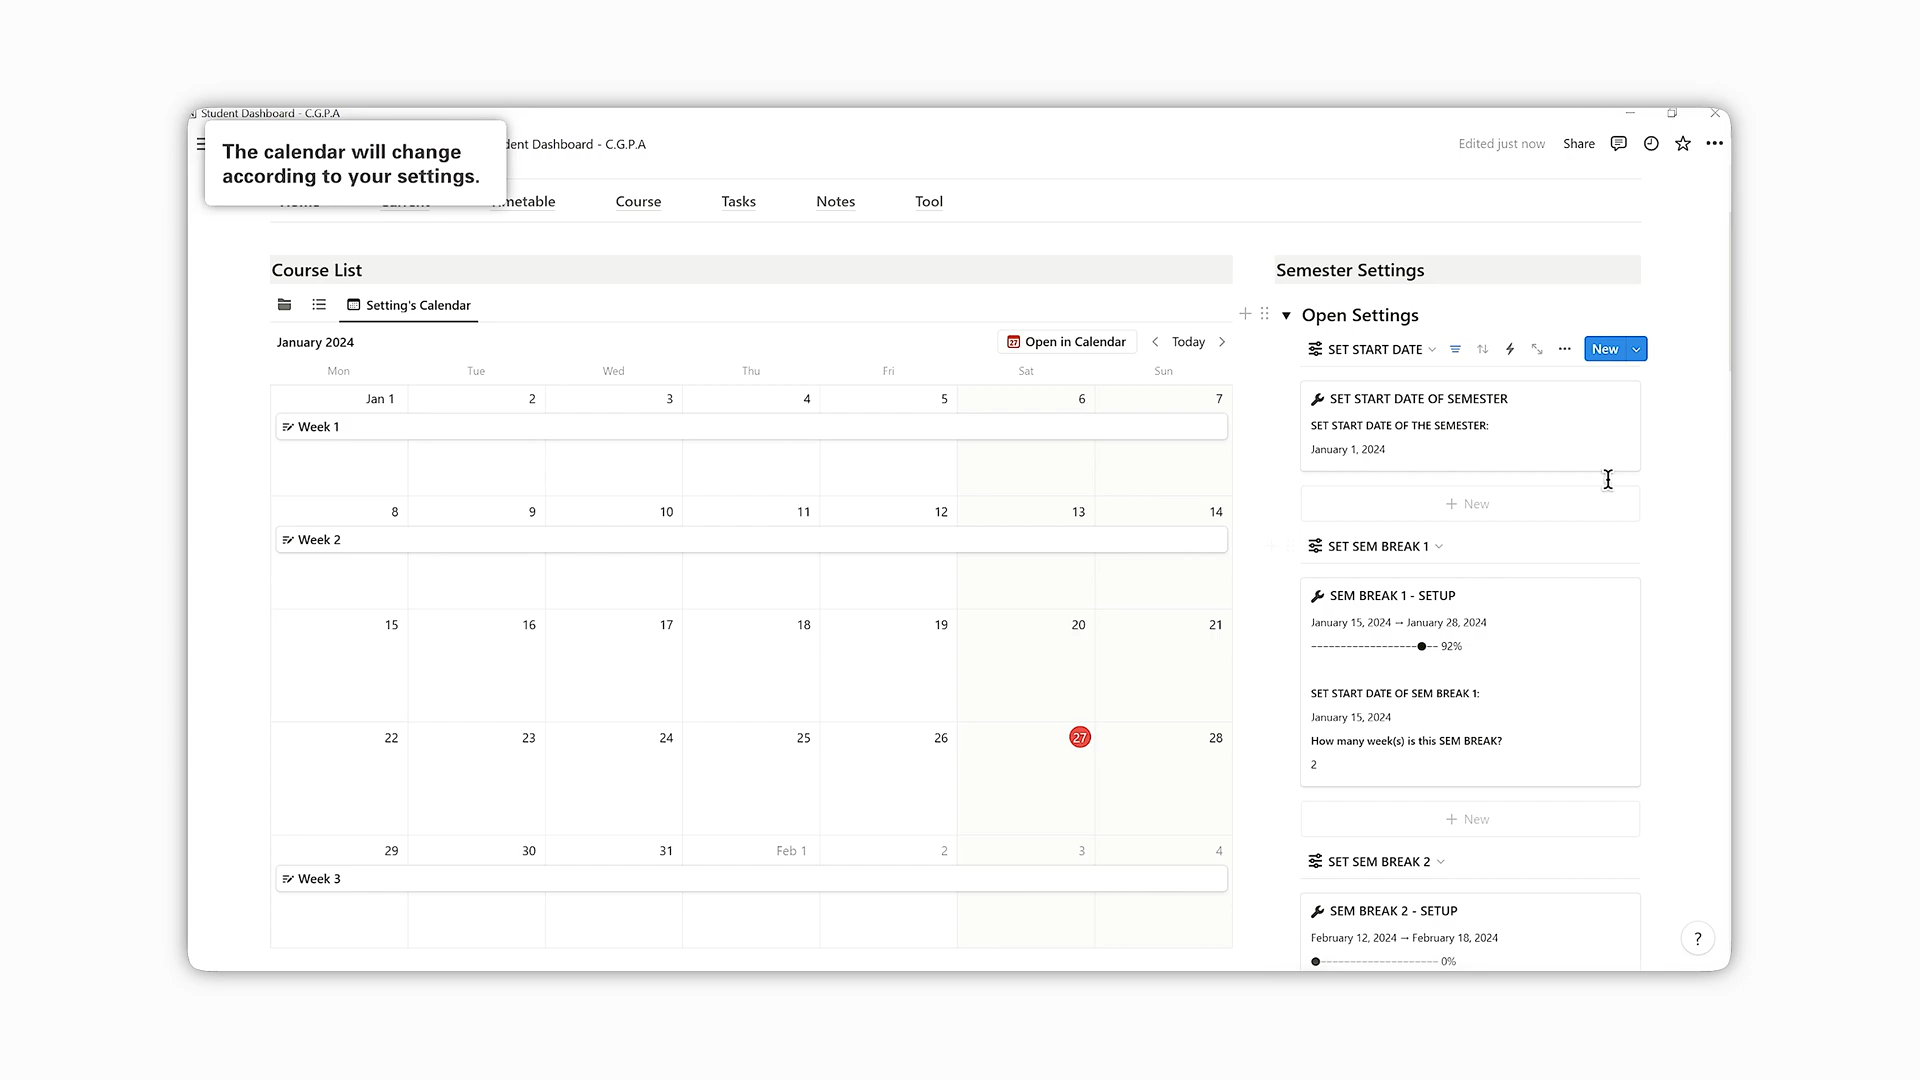 Student Dashboard - C.G.P.A
The calendar will change
according to your settings.
dent Dashboard - C.G.P.A
Edited just now
Share
Home Current Timetable Course Tasks Notes Tool
Course List
Setting's Calendar
January 2024
27 Open in Calendar
Today
Mon Tue Wed Thu Fri Sat Sun
Jan 1 2 3 4 5 6 7
Week 1
8 9 10 11 12 13 14
Week 2
15 16 17 18 19 20 21
22 23 24 25 26 27 28
29 30 31 Feb 1 2 3 4
Week 3
Semester Settings
Open Settings
SET START DATE
New
SET START DATE OF SEMESTER
SET START DATE OF THE SEMESTER:
January 1, 2024
+ New
SET SEM BREAK 1
SEM BREAK 1 - SETUP
January 15, 2024 → January 28, 2024
-------------------●-- 92%
SET START DATE OF SEM BREAK 1:
January 15, 2024
How many week(s) is this SEM BREAK?
2
+ New
SET SEM BREAK 2
SEM BREAK 2 - SETUP
February 12, 2024 → February 18, 2024
●--------------------- 0%
?